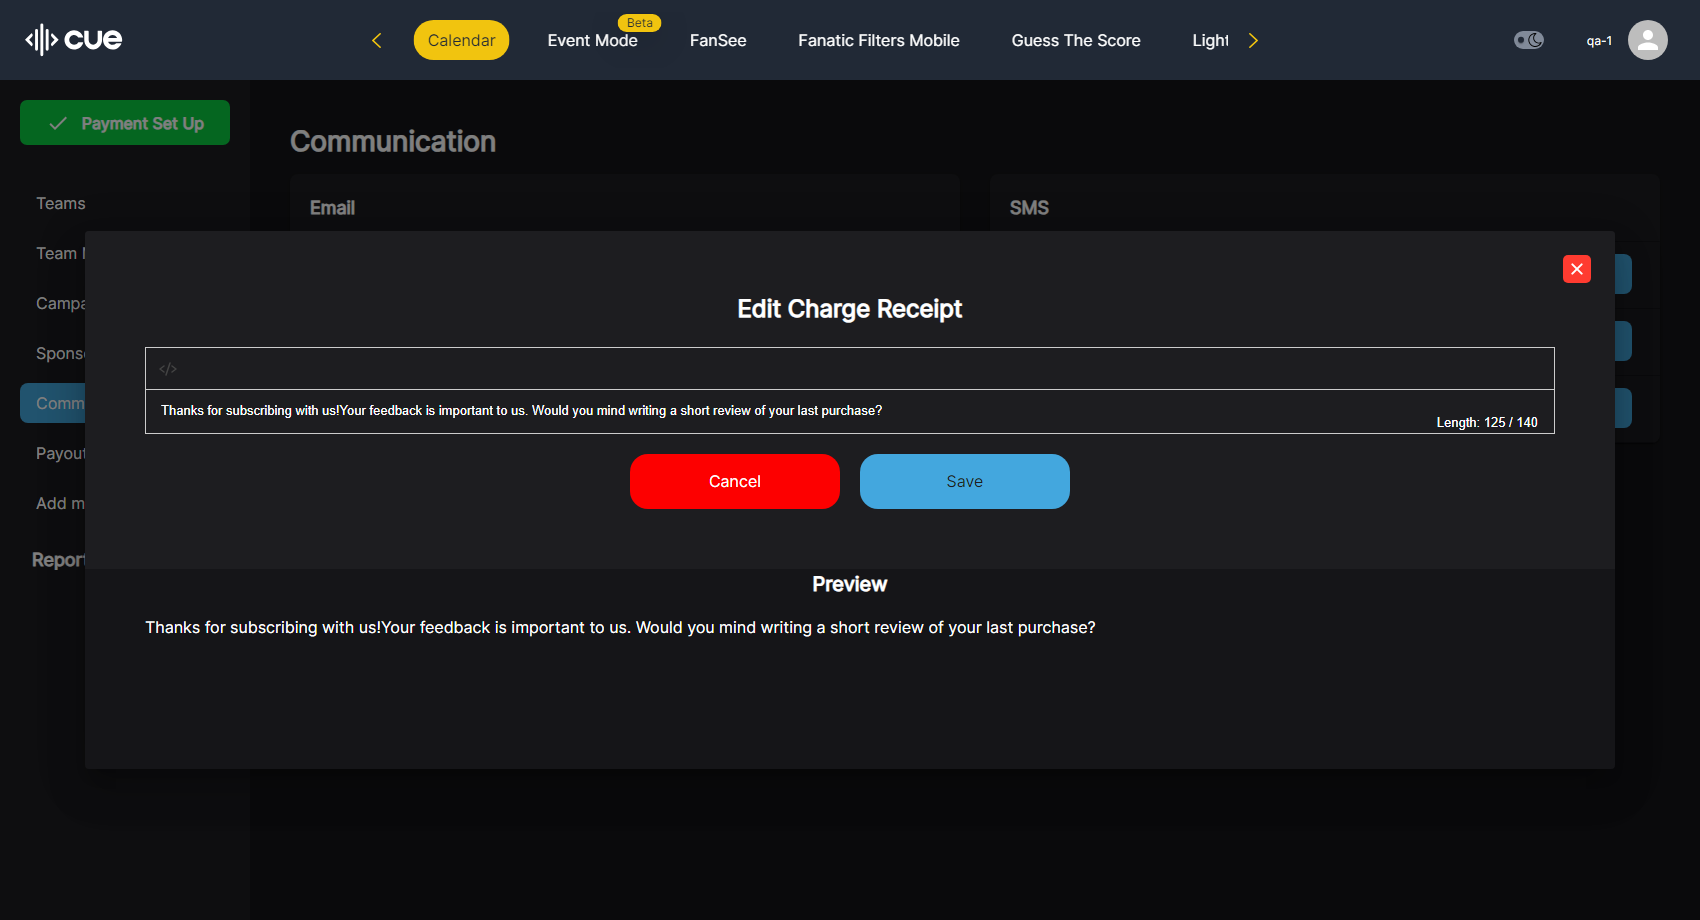 cue
Calendar
Event Mode
Beta
FanSee
Fanatic Filters Mobile
Guess The Score
Light
qa-1
Payment Set Up
Communication
Teams
Email
SMS
Team
Edit Charge Receipt
</>
Thanks for subscribing with us!Your feedback is important to us. Would you mind writing a short review of your last purchase?
Length: 125 / 140
Cancel
Save
Add m
Report
Preview
Thanks for subscribing with us!Your feedback is important to us. Would you mind writing a short review of your last purchase?